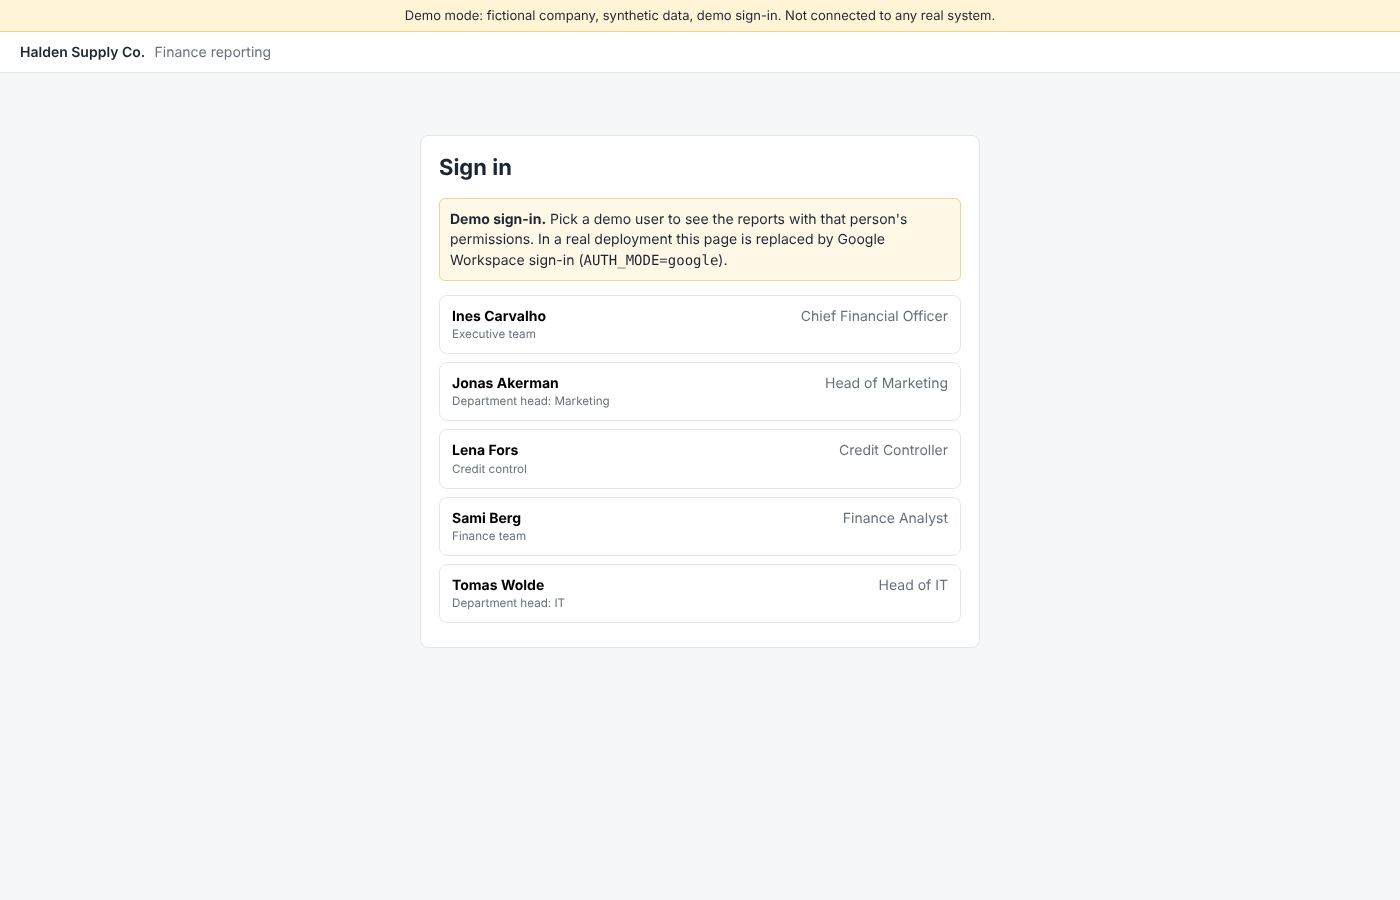 Demo mode: fictional company, synthetic data, demo sign-in. Not connected to any real system.
Halden Supply Co. Finance reporting
Sign in
Demo sign-in. Pick a demo user to see the reports with that person's
permissions. In a real deployment this page is replaced by Google
Workspace sign-in (AUTH_MODE=google).
Ines Carvalho Chief Financial Officer
Executive team
Jonas Akerman Head of Marketing
Department head: Marketing
Lena Fors Credit Controller
Credit control
Sami Berg Finance Analyst
Finance team
Tomas Wolde Head of IT
Department head: IT